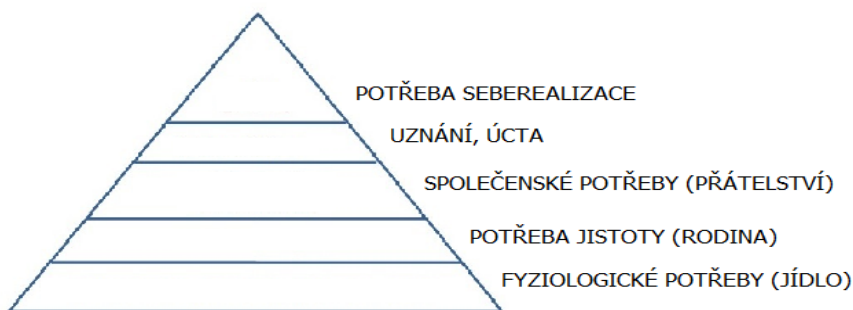 POTŘEBA SEBEREALIZACE
UZNÁNÍ, ÚCTA
SPOLEČENSKÉ POTŘEBY (PŘÁTELSTVÍ)
POTŘEBA JISTOTY (RODINA)
FYZIOLOGICKÉ POTŘEBY (JÍDLO)